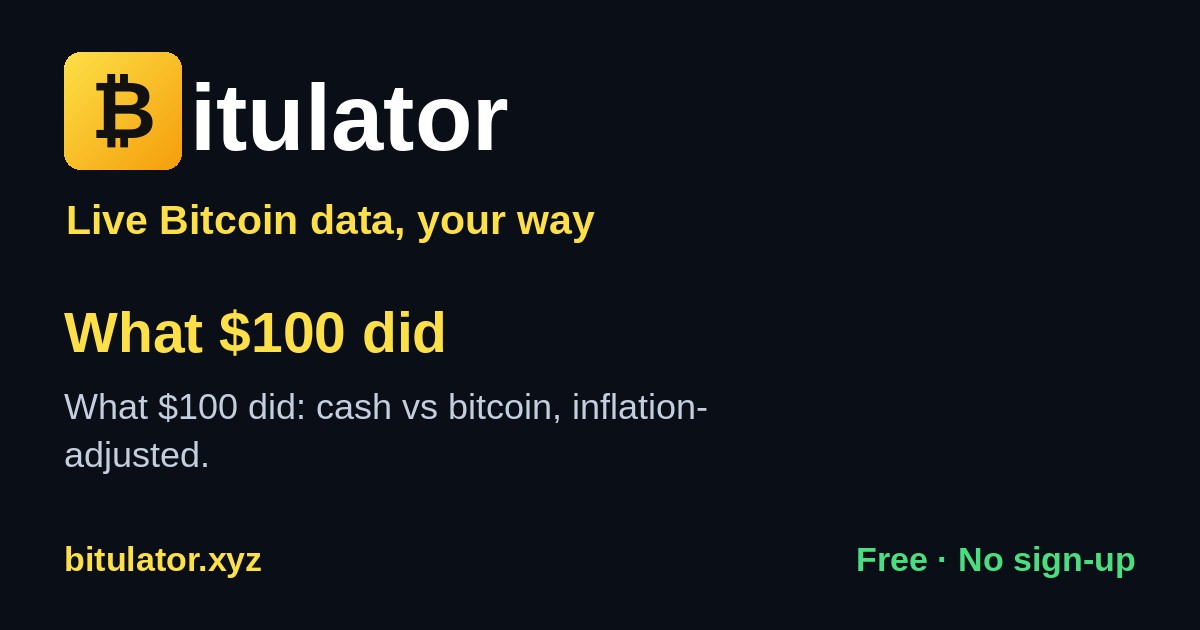 ₿itulator
Live Bitcoin data, your way
What $100 did
What $100 did: cash vs bitcoin, inflation-
adjusted.
bitulator.xyz
Free · No sign-up